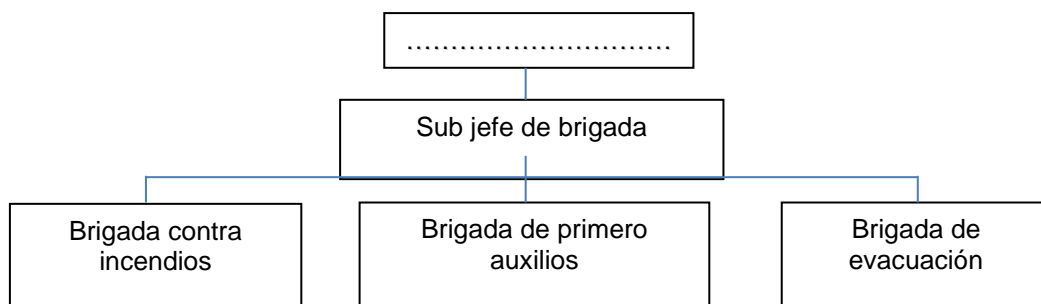 ................................
Sub jefe de brigada
Brigada contra
incendios
Brigada de primero
auxilios
Brigada de
evacuación